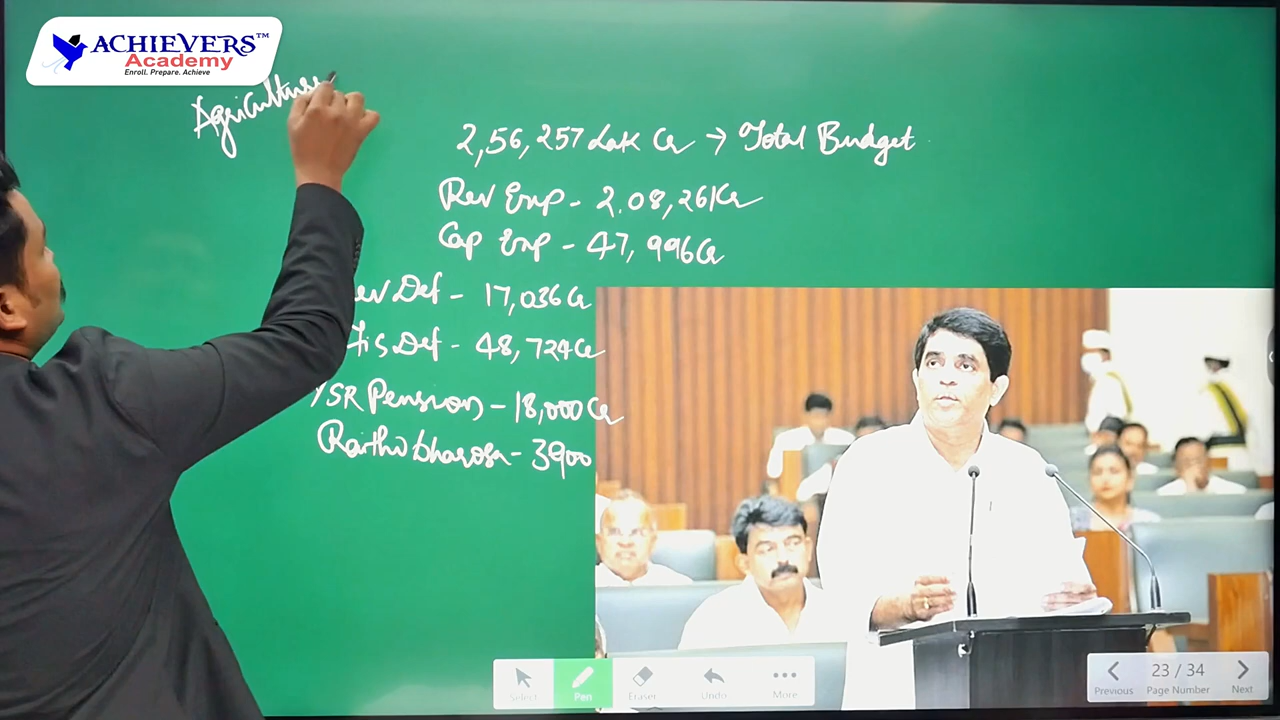 ACHIEVERS™
Academy
Enroll. Prepare. Achieve
Agriculture
2,56,257 Lak Cr → Total Budget
Rev Exp - 2.08,261Cr
Cap Exp - 47,996Cr
ev Def - 17,036Cr
Fis.Def - 48,724Cr
YSR Pension - 18,000Cr
Raithu bharosa - 3900
Select
Pen
Eraser
Undo
More
Previous
23 / 34
Page Number
Next